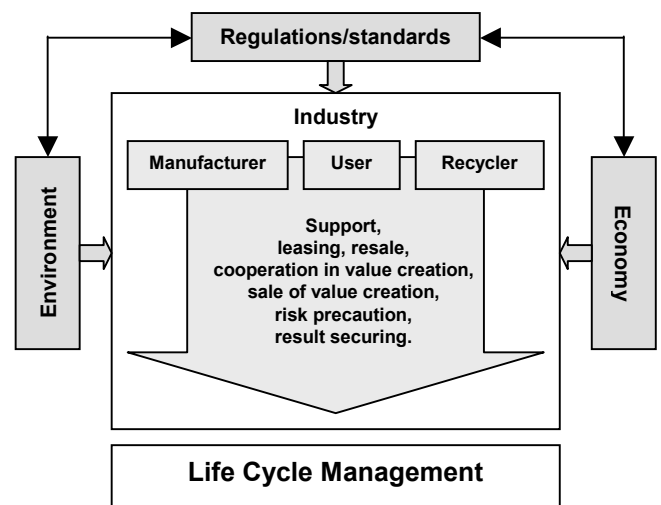 Regulations/standards
Industry
Manufacturer
User
Recycler
Environment
Support,
leasing, resale,
cooperation in value creation,
sale of value creation,
risk precaution,
result securing.
Economy
Life Cycle Management